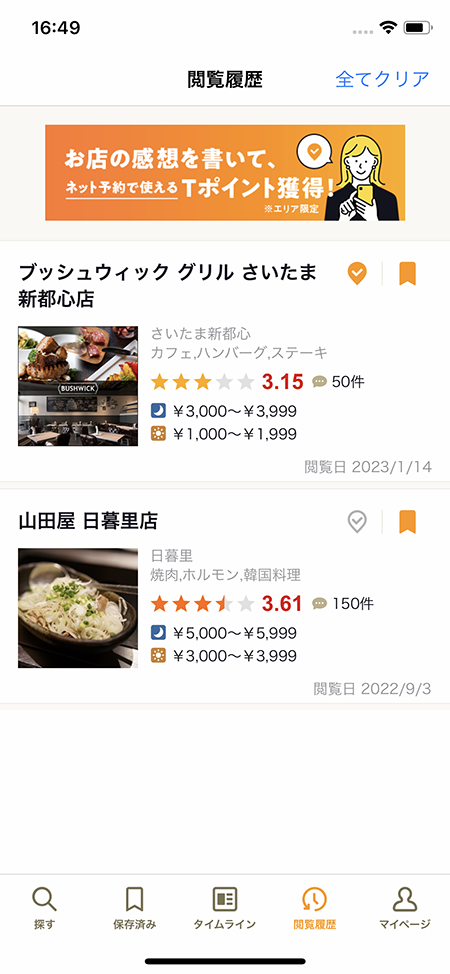 16:49
閲覧履歴
全てクリア
お店の感想を書いて、
ネット予約で使えるTポイント獲得!
※エリア限定
ブッシュウィック グリル さいたま
新都心店
さいたま新都心
カフェ,ハンバーグ,ステーキ
BUSHWICK
3.15 50件
¥3,000〜¥3,999
¥1,000〜¥1,999
閲覧日 2023/1/14
山田屋 日暮里店
日暮里
焼肉,ホルモン,韓国料理
3.61 150件
¥5,000〜¥5,999
¥3,000〜¥3,999
閲覧日 2022/9/3
探す 保存済み タイムライン 閲覧履歴 マイページ